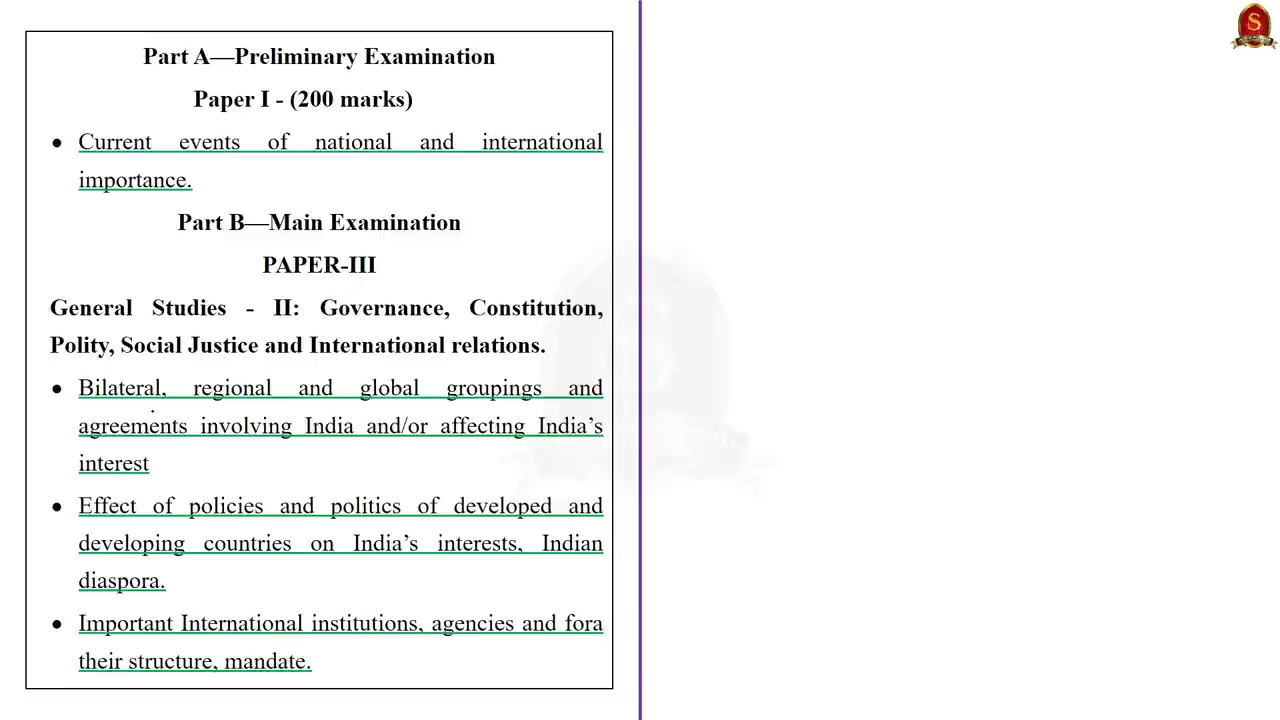 Part A—Preliminary Examination
Paper I - (200 marks)
• Current events of national and international
importance.
Part B—Main Examination
PAPER-III
General Studies - II: Governance, Constitution,
Polity, Social Justice and International relations.
• Bilateral, regional and global groupings and
agreements involving India and/or affecting India’s
interest
• Effect of policies and politics of developed and
developing countries on India’s interests, Indian
diaspora.
• Important International institutions, agencies and fora
their structure, mandate.
S